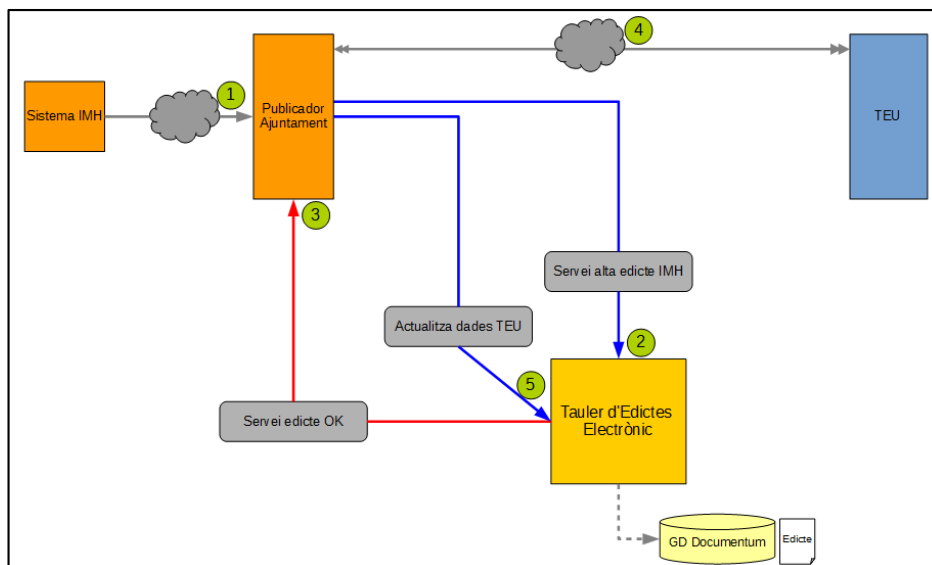 4
1
Sistema IMH
Publicador
Ajuntament
TEU
3
Servei alta edicte IMH
Actualitza dades TEU
2
5
Tauler d'Edictes
Electrònic
Servei edicte OK
GD Documentum
Edicte